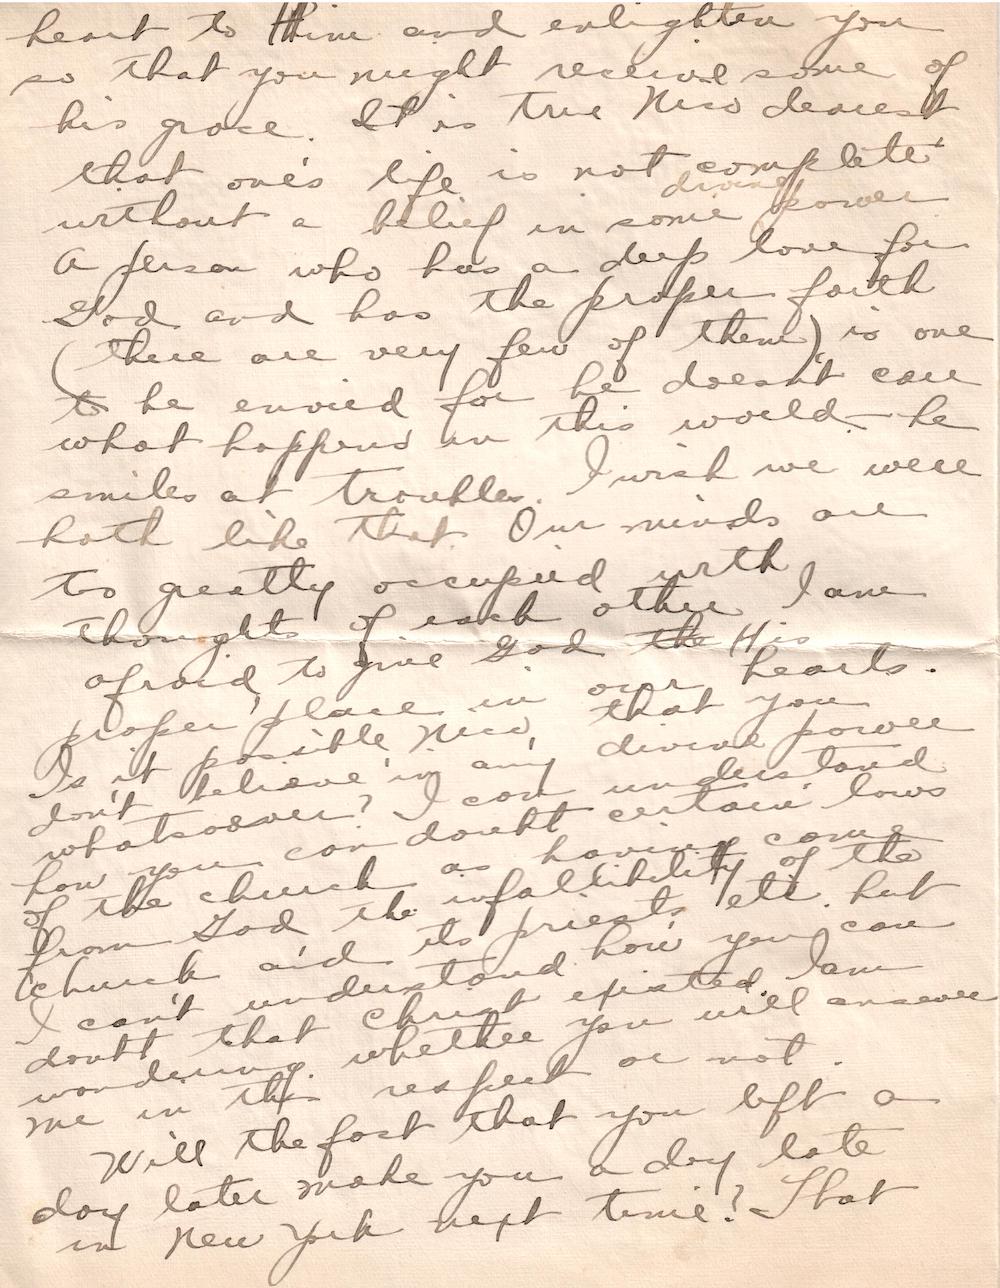 heart to Him and enlighten you
so that you might receive some of
his grace. It is true Nico dearest
that one's life is not complete
without a belief in some divine power
A person who has a deep love for
God and has the proper faith
(there are very few of them) is one
to be envied for he doesn't care
what happens in this world - he
smiles at troubles. I wish we were
both like that. Our minds are
to greatly occupied with
thoughts of each other I am
afraid to give God the His
proper place in our hearts.
Is it possible Nico, that you
don't believe in any divine power
whatsoever? I can understand
how you can doubt certain laws
of the church as having come
from God the infallibility of the
church and its priests etc. but
I can't understand how you can
doubt that Christ existed. I am
wondering whether you will answer
me in this respect or not.
Will the fact that you left a
day later make you a day late
in New York next time? That